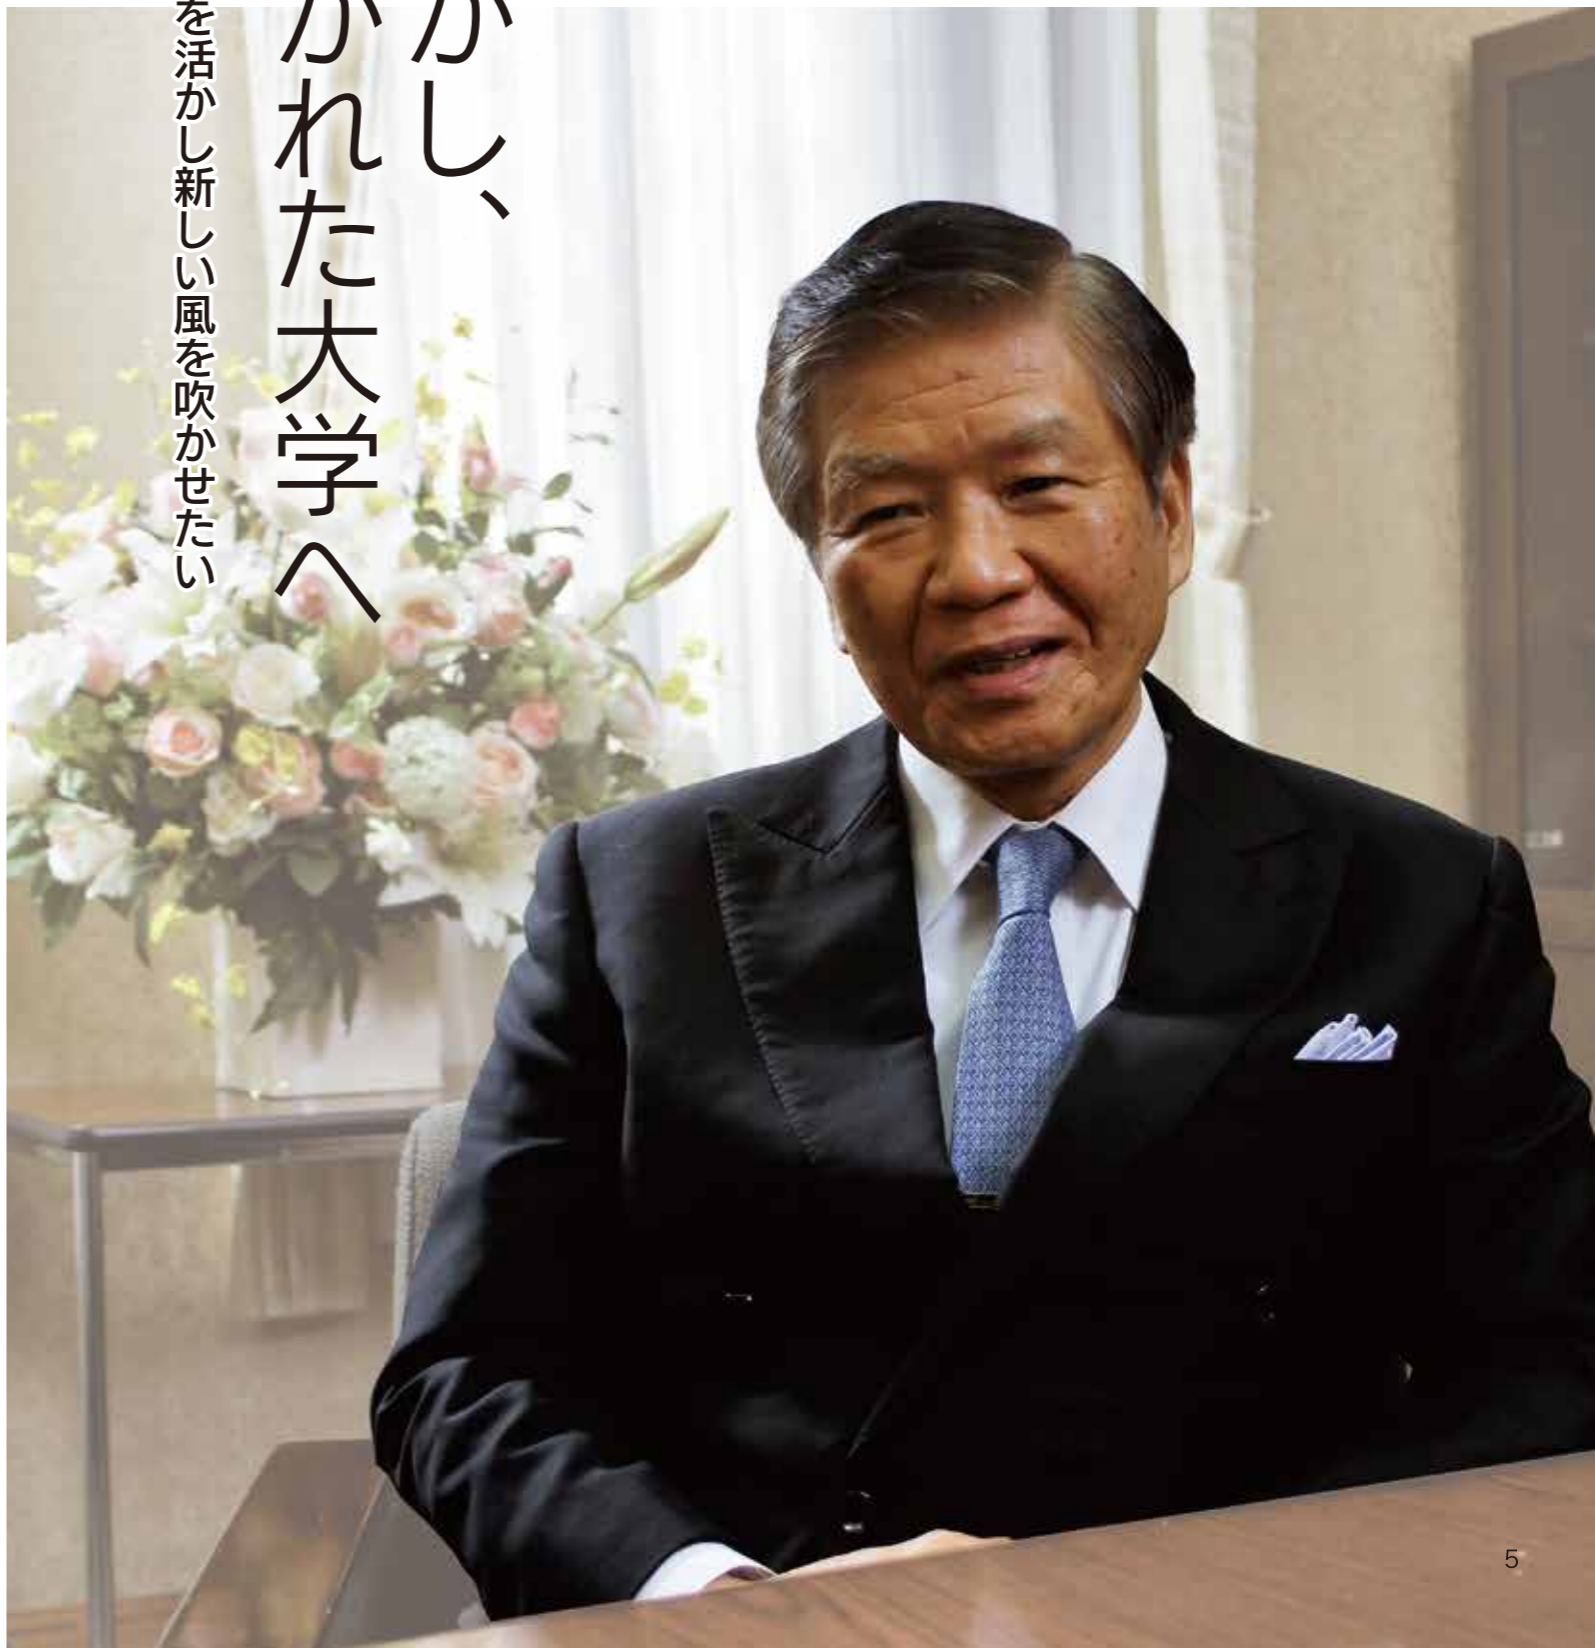 かし、
かれた大学へ
を活かし新しい風を吹かせたい
5